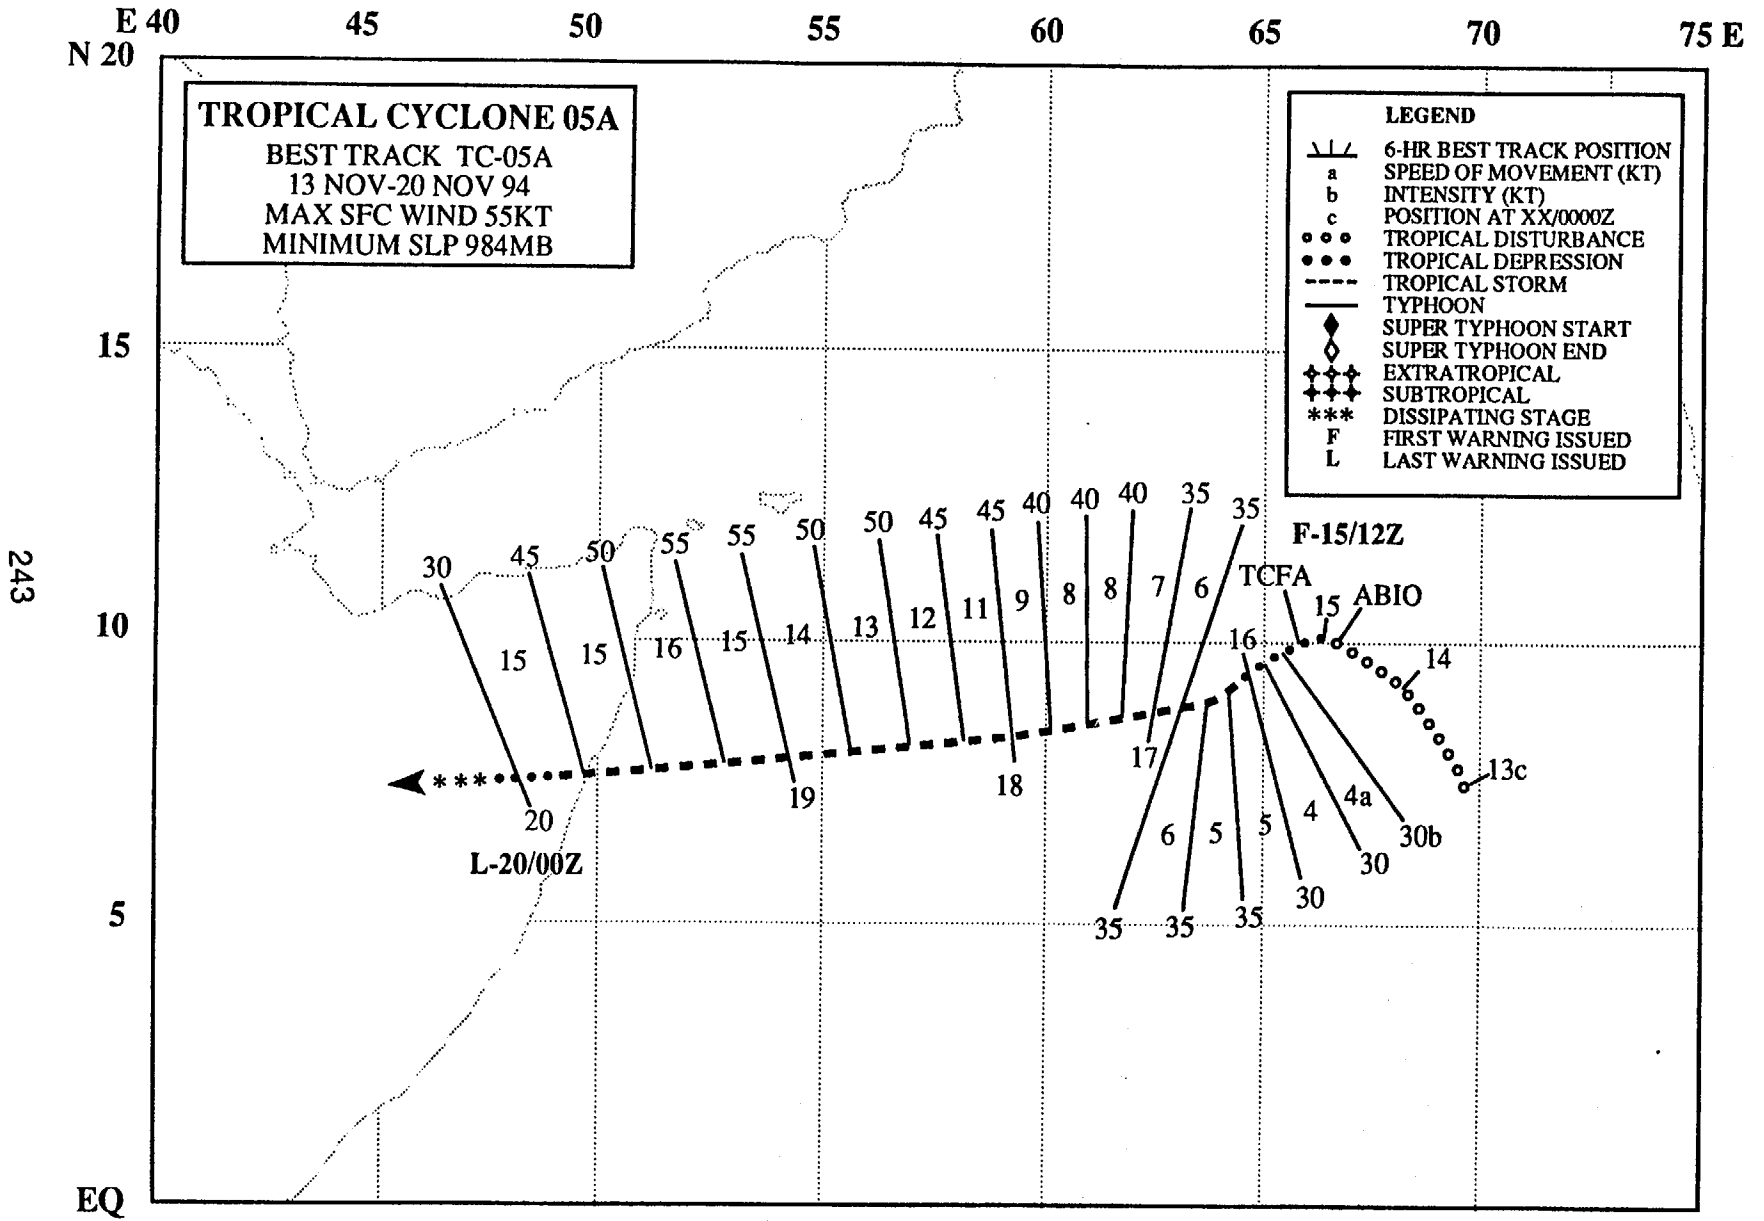 E 40 45 50 55 60 65 70 75 E
N 20
TROPICAL CYCLONE 05A
BEST TRACK TC-05A
13 NOV-20 NOV 94
MAX SFC WIND 55KT
MINIMUM SLP 984MB
LEGEND
6-HR BEST TRACK POSITION
a SPEED OF MOVEMENT (KT)
b INTENSITY (KT)
c POSITION AT XX/0000Z
TROPICAL DISTURBANCE
TROPICAL DEPRESSION
TROPICAL STORM
TYPHOON
SUPER TYPHOON START
SUPER TYPHOON END
EXTRATROPICAL
SUBTROPICAL
*** DISSIPATING STAGE
F FIRST WARNING ISSUED
L LAST WARNING ISSUED
15
30 45 50 55 55 50 50 45 45 40 40 40 35 35
F-15/12Z
243
TCFA 15 ABIO
10
15 15 16 15 14 13 12 11 9 8 8 7 6
16 14
17
13c
***
20 19 18
L-20/00Z
6 5 5 4 4a
30b
30
30
5
35 35 35
EQ